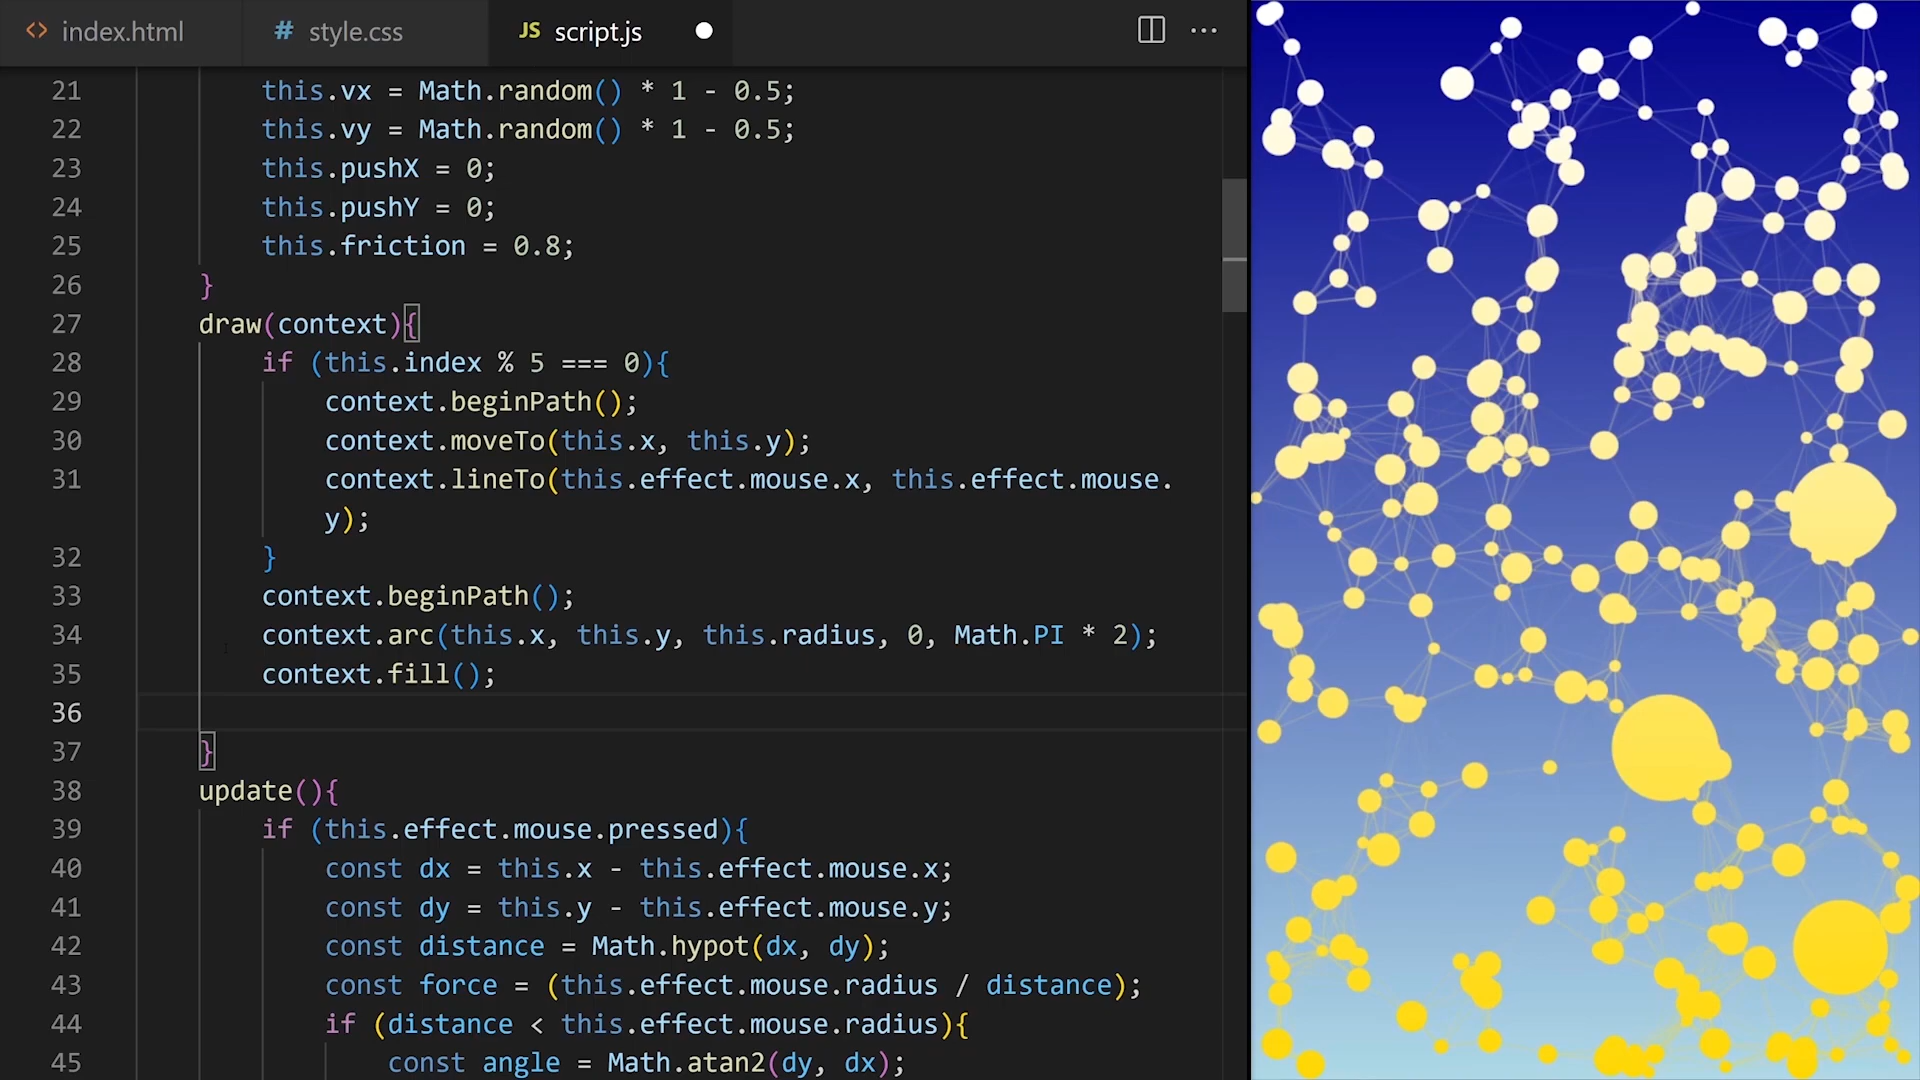 <> index.html # style.css JS script.js
21 this.vx = Math.random() * 1 - 0.5;
22 this.vy = Math.random() * 1 - 0.5;
23 this.pushX = 0;
24 this.pushY = 0;
25 this.friction = 0.8;
26 }
27 draw(context){
28 if (this.index % 5 === 0){
29 context.beginPath();
30 context.moveTo(this.x, this.y);
31 context.lineTo(this.effect.mouse.x, this.effect.mouse.
y);
32 }
33 context.beginPath();
34 context.arc(this.x, this.y, this.radius, 0, Math.PI * 2);
35 context.fill();
36
37 }
38 update(){
39 if (this.effect.mouse.pressed){
40 const dx = this.x - this.effect.mouse.x;
41 const dy = this.y - this.effect.mouse.y;
42 const distance = Math.hypot(dx, dy);
43 const force = (this.effect.mouse.radius / distance);
44 if (distance < this.effect.mouse.radius){
45 const angle = Math.atan2(dy, dx);